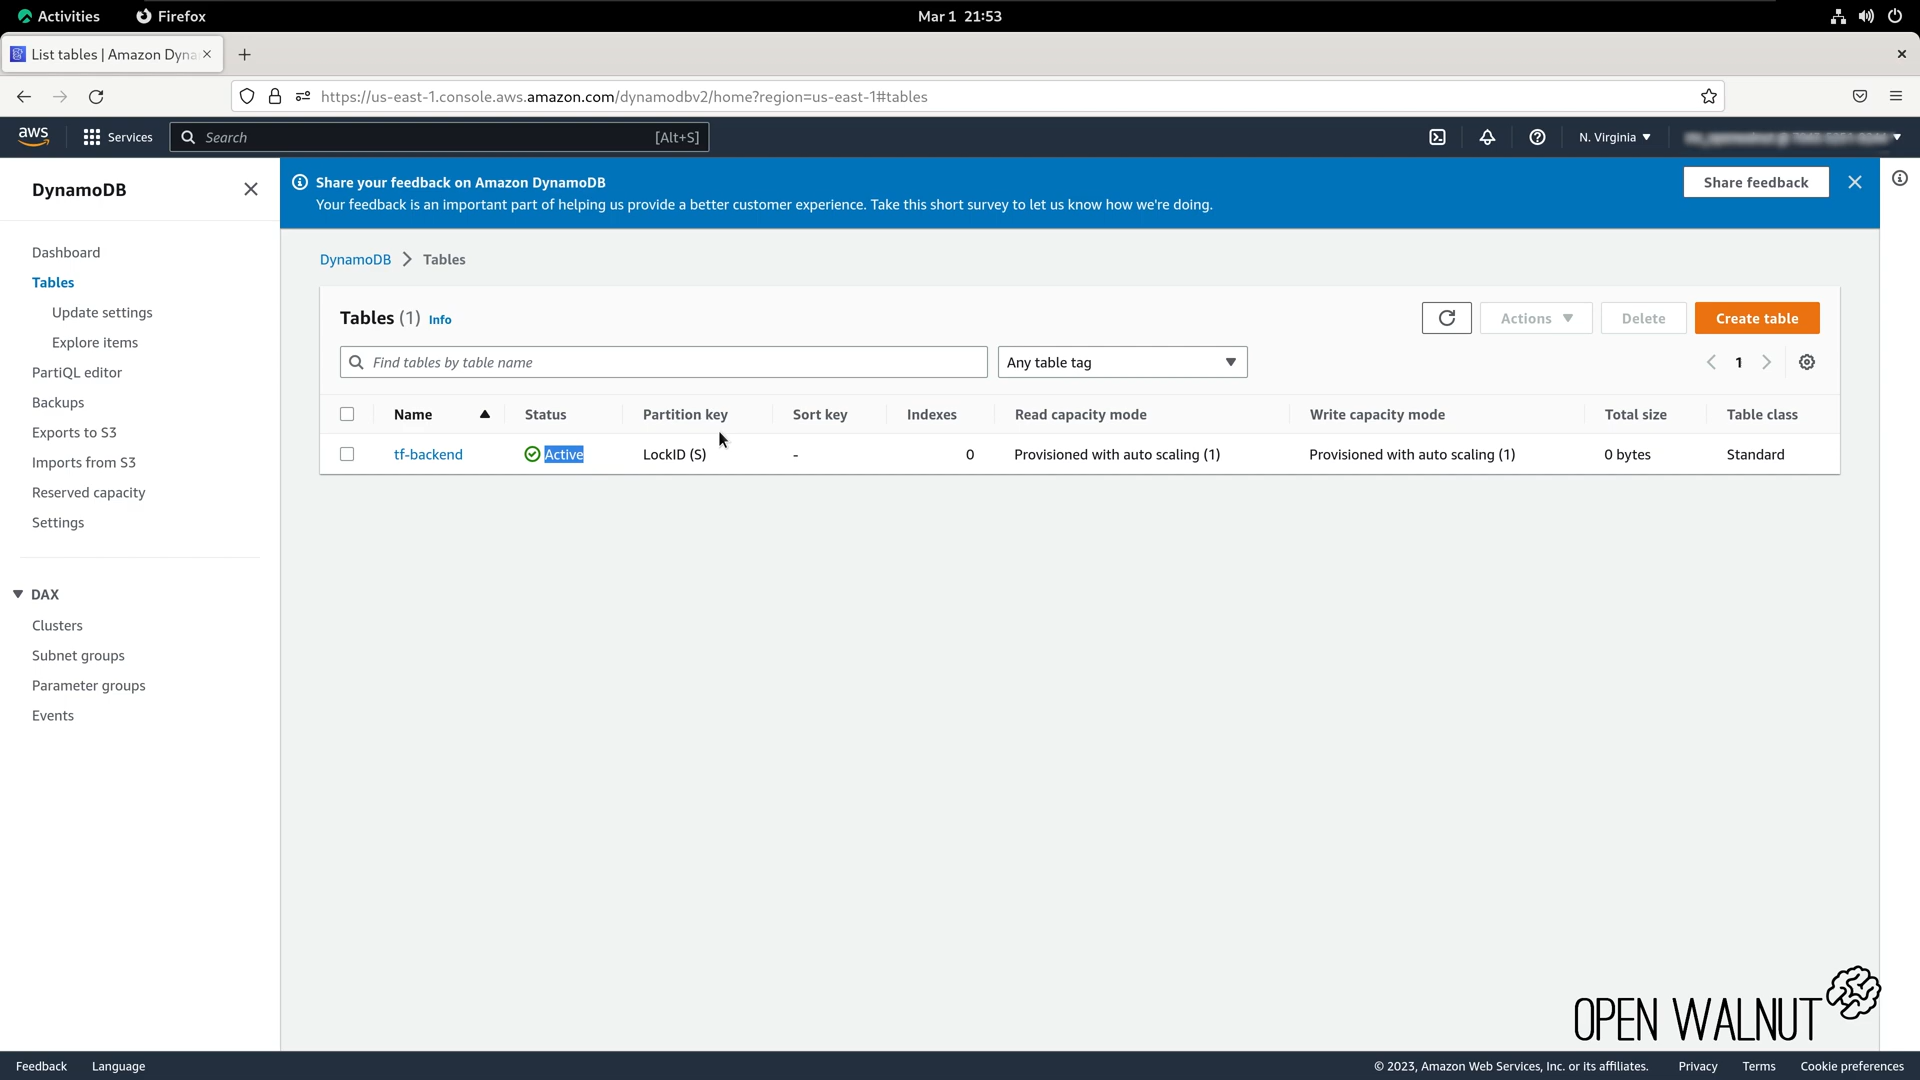 Activities Firefox Mar 1 21:53
List tables | Amazon Dyna
https://us-east-1.console.aws.amazon.com/dynamodbv2/home?region=us-east-1#tables
aws Services Search [Alt+S] N. Virginia
DynamoDB
Dashboard
Tables
Update settings
Explore items
PartiQL editor
Backups
Exports to S3
Imports from S3
Reserved capacity
Settings
DAX
Clusters
Subnet groups
Parameter groups
Events
Share your feedback on Amazon DynamoDB
Your feedback is an important part of helping us provide a better customer experience. Take this short survey to let us know how we're doing.
Share feedback
DynamoDB Tables
Tables (1) Info
Actions Delete Create table
Find tables by table name Any table tag 1
Name Status Partition key Sort key Indexes Read capacity mode Write capacity mode Total size Table class
tf-backend Active LockID (S) - 0 Provisioned with auto scaling (1) Provisioned with auto scaling (1) 0 bytes Standard
OPEN WALNUT
Feedback Language © 2023, Amazon Web Services, Inc. or its affiliates. Privacy Terms Cookie preferences